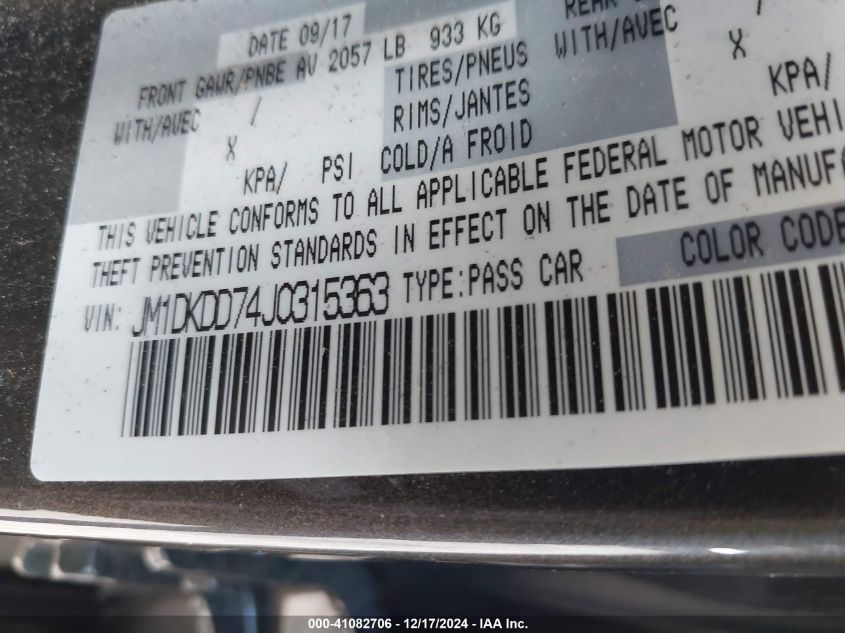 DATE 09/17
FRONT GAWR/PNBE AV 2057 LB 933 KG
REAR
WITH/AVEC / TIRES/PNEUS WITH/AVEC /
X RIMS/JANTES X
KPA/ PSI COLD/A FROID KPA/
THIS VEHICLE CONFORMS TO ALL APPLICABLE FEDERAL MOTOR VEHI
THEFT PREVENTION STANDARDS IN EFFECT ON THE DATE OF MANUFA
VIN: JM1DKDD74J0315363 TYPE:PASS CAR COLOR CODE
000-41082706 - 12/17/2024 - IAA Inc.